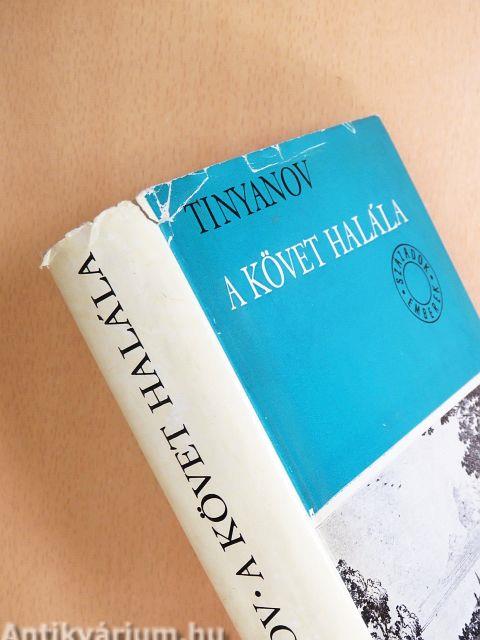 TINYANOV
A KÖVET HALÁLA
SZÁZADOK • EMBEREK •
OV • A KÖVET HALÁLA
Antikvárium.hu